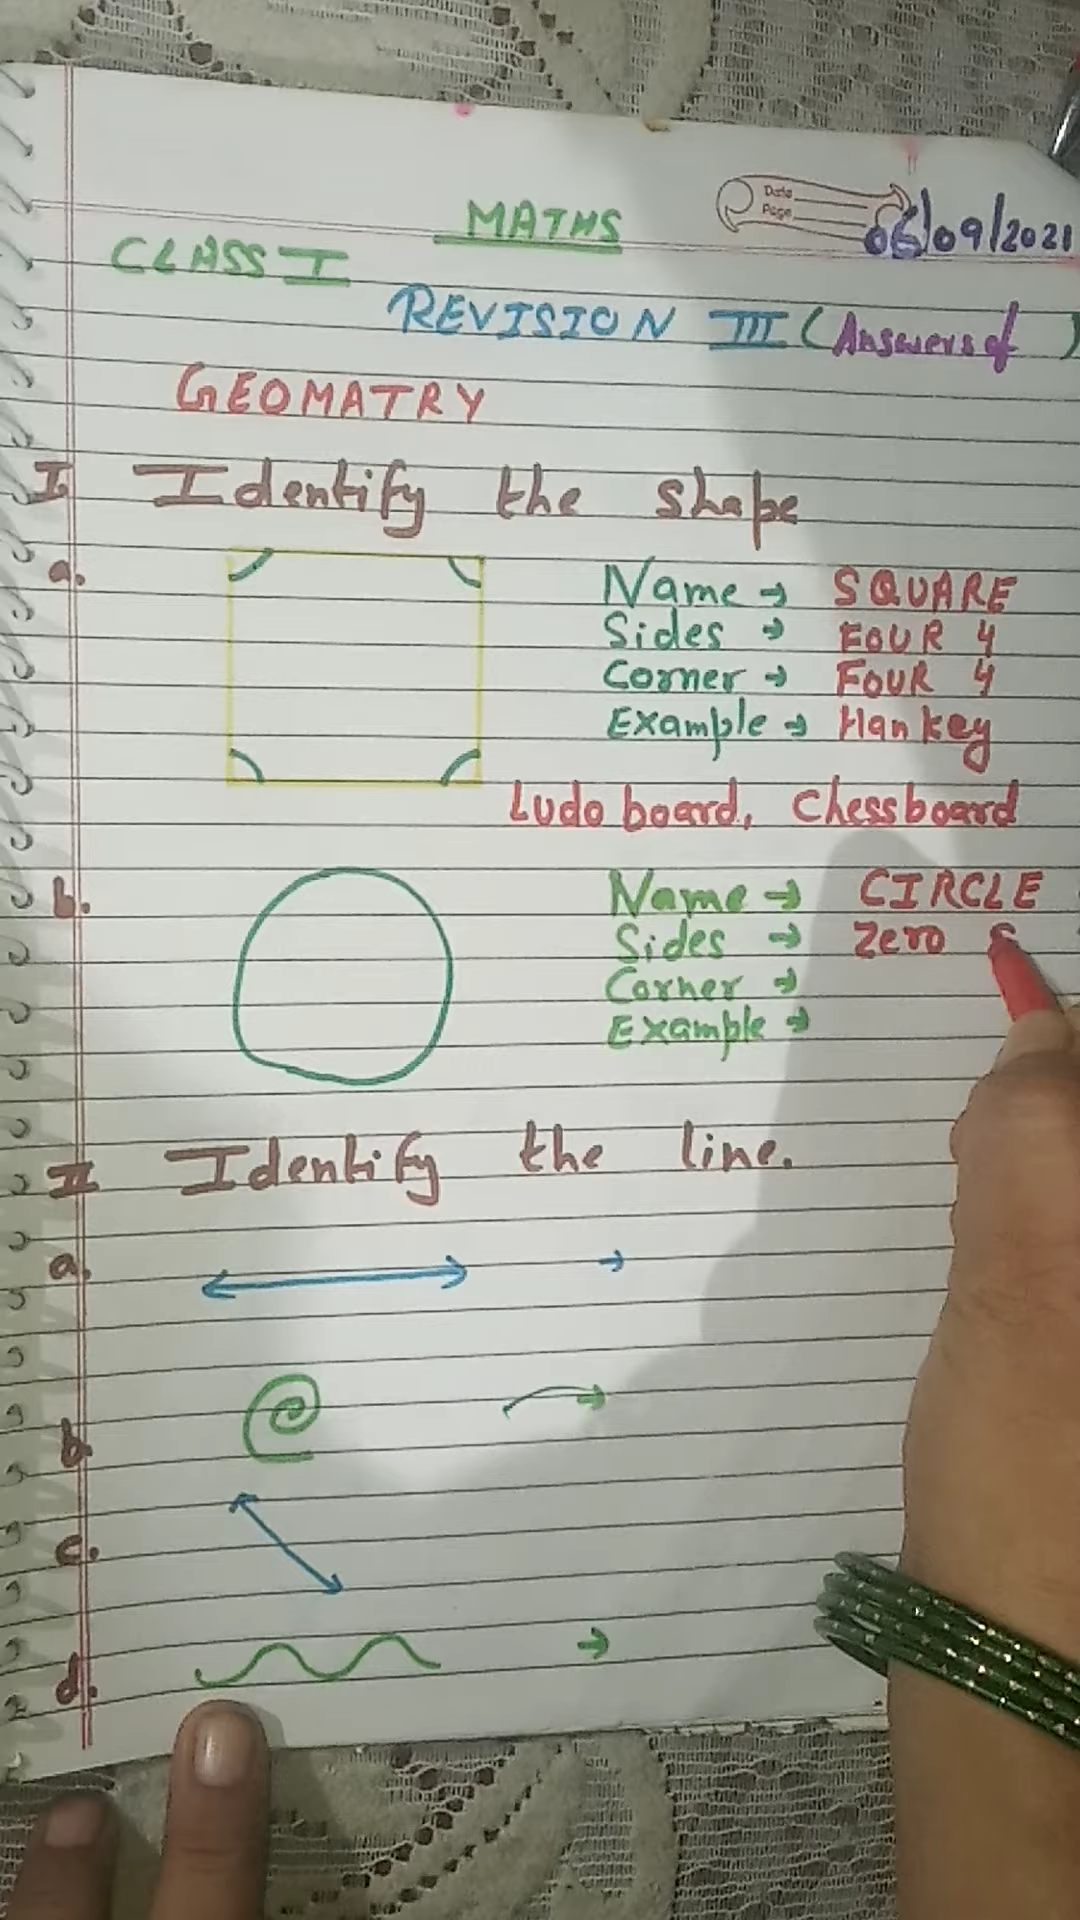 MATHS
Date
Page
06/09/2021
CLASS I
REVISION III (Answers of )
GEOMATRY
I Identify the shape
a.
Name → SQUARE
Sides → FOUR 4
Corner → FOUR 4
Example → Hankey
Ludo board, Chessboard
b.
Name → CIRCLE
Sides → Zero
Corner →
Example →
II Identify the line.
a. →
b. →
c.
d. →